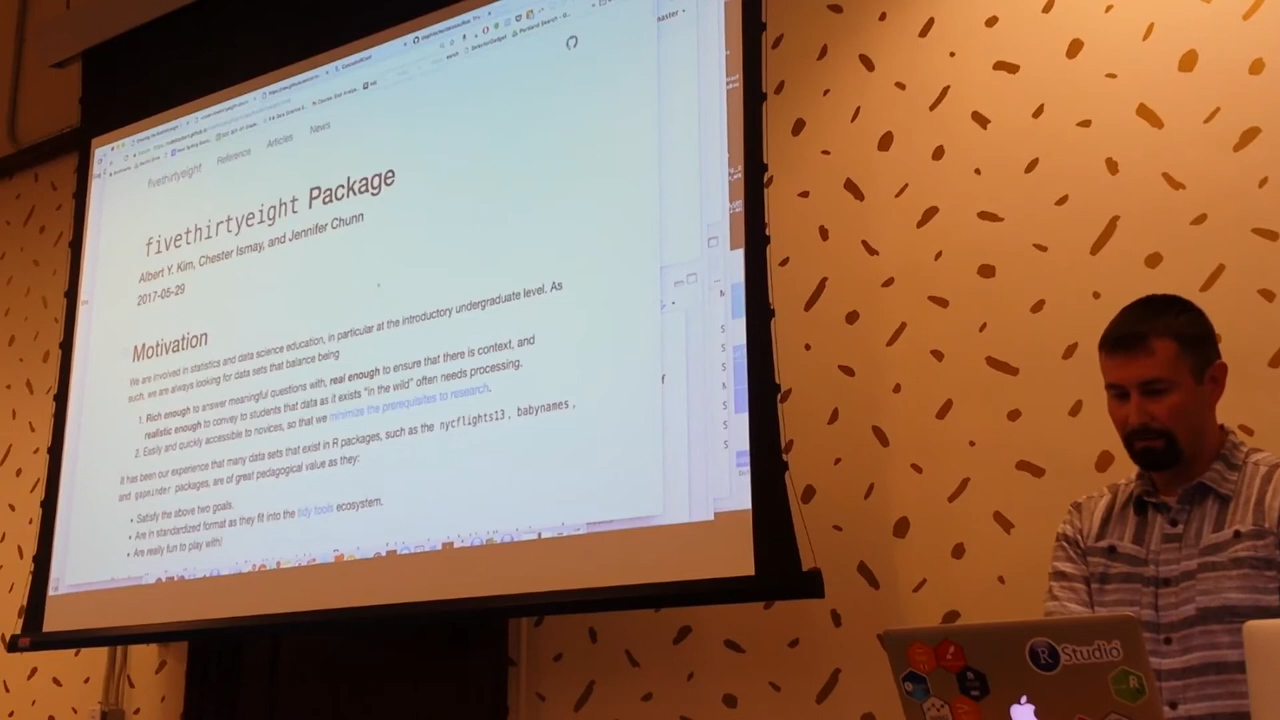 fivethirtyeight Reference Articles News
fivethirtyeight Package
Albert Y. Kim, Chester Ismay, and Jennifer Chunn
2017-05-29
Motivation
We are involved in statistics and data science education, in particular at the introductory undergraduate level. As
such, we are always looking for data sets that balance being
1. Rich enough to answer meaningful questions with, real enough to ensure that there is context, and
realistic enough to convey to students that data as it exists "in the wild" often needs processing.
2. Easily and quickly accessible to novices, so that we minimize the prerequisites to research.
It has been our experience that many data sets that exist in R packages, such as the nycflights13, babynames,
and gapminder packages, are of great pedagogical value as they:
• Satisfy the above two goals.
• Are in standardized format as they fit into the tidy tools ecosystem.
• Are really fun to play with!
R Studio
R